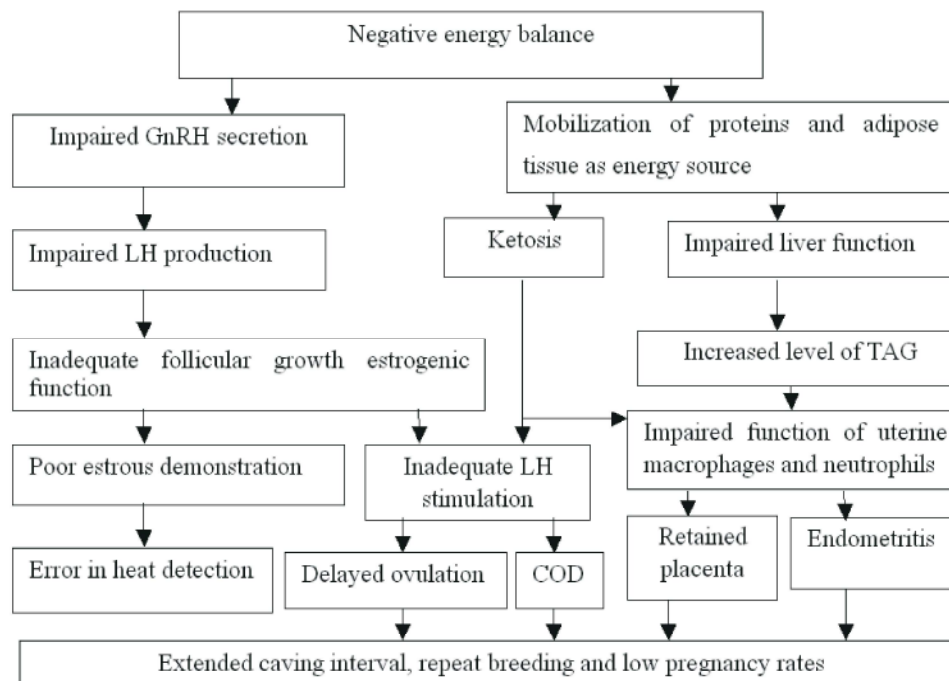 Negative energy balance
Impaired GnRH secretion
Mobilization of proteins and adipose
tissue as energy source
Impaired LH production
Ketosis
Impaired liver function
Inadequate follicular growth estrogenic
function
Increased level of TAG
Poor estrous demonstration
Inadequate LH
stimulation
Impaired function of uterine
macrophages and neutrophils
Error in heat detection
Delayed ovulation
COD
Retained
placenta
Endometritis
Extended caving interval, repeat breeding and low pregnancy rates